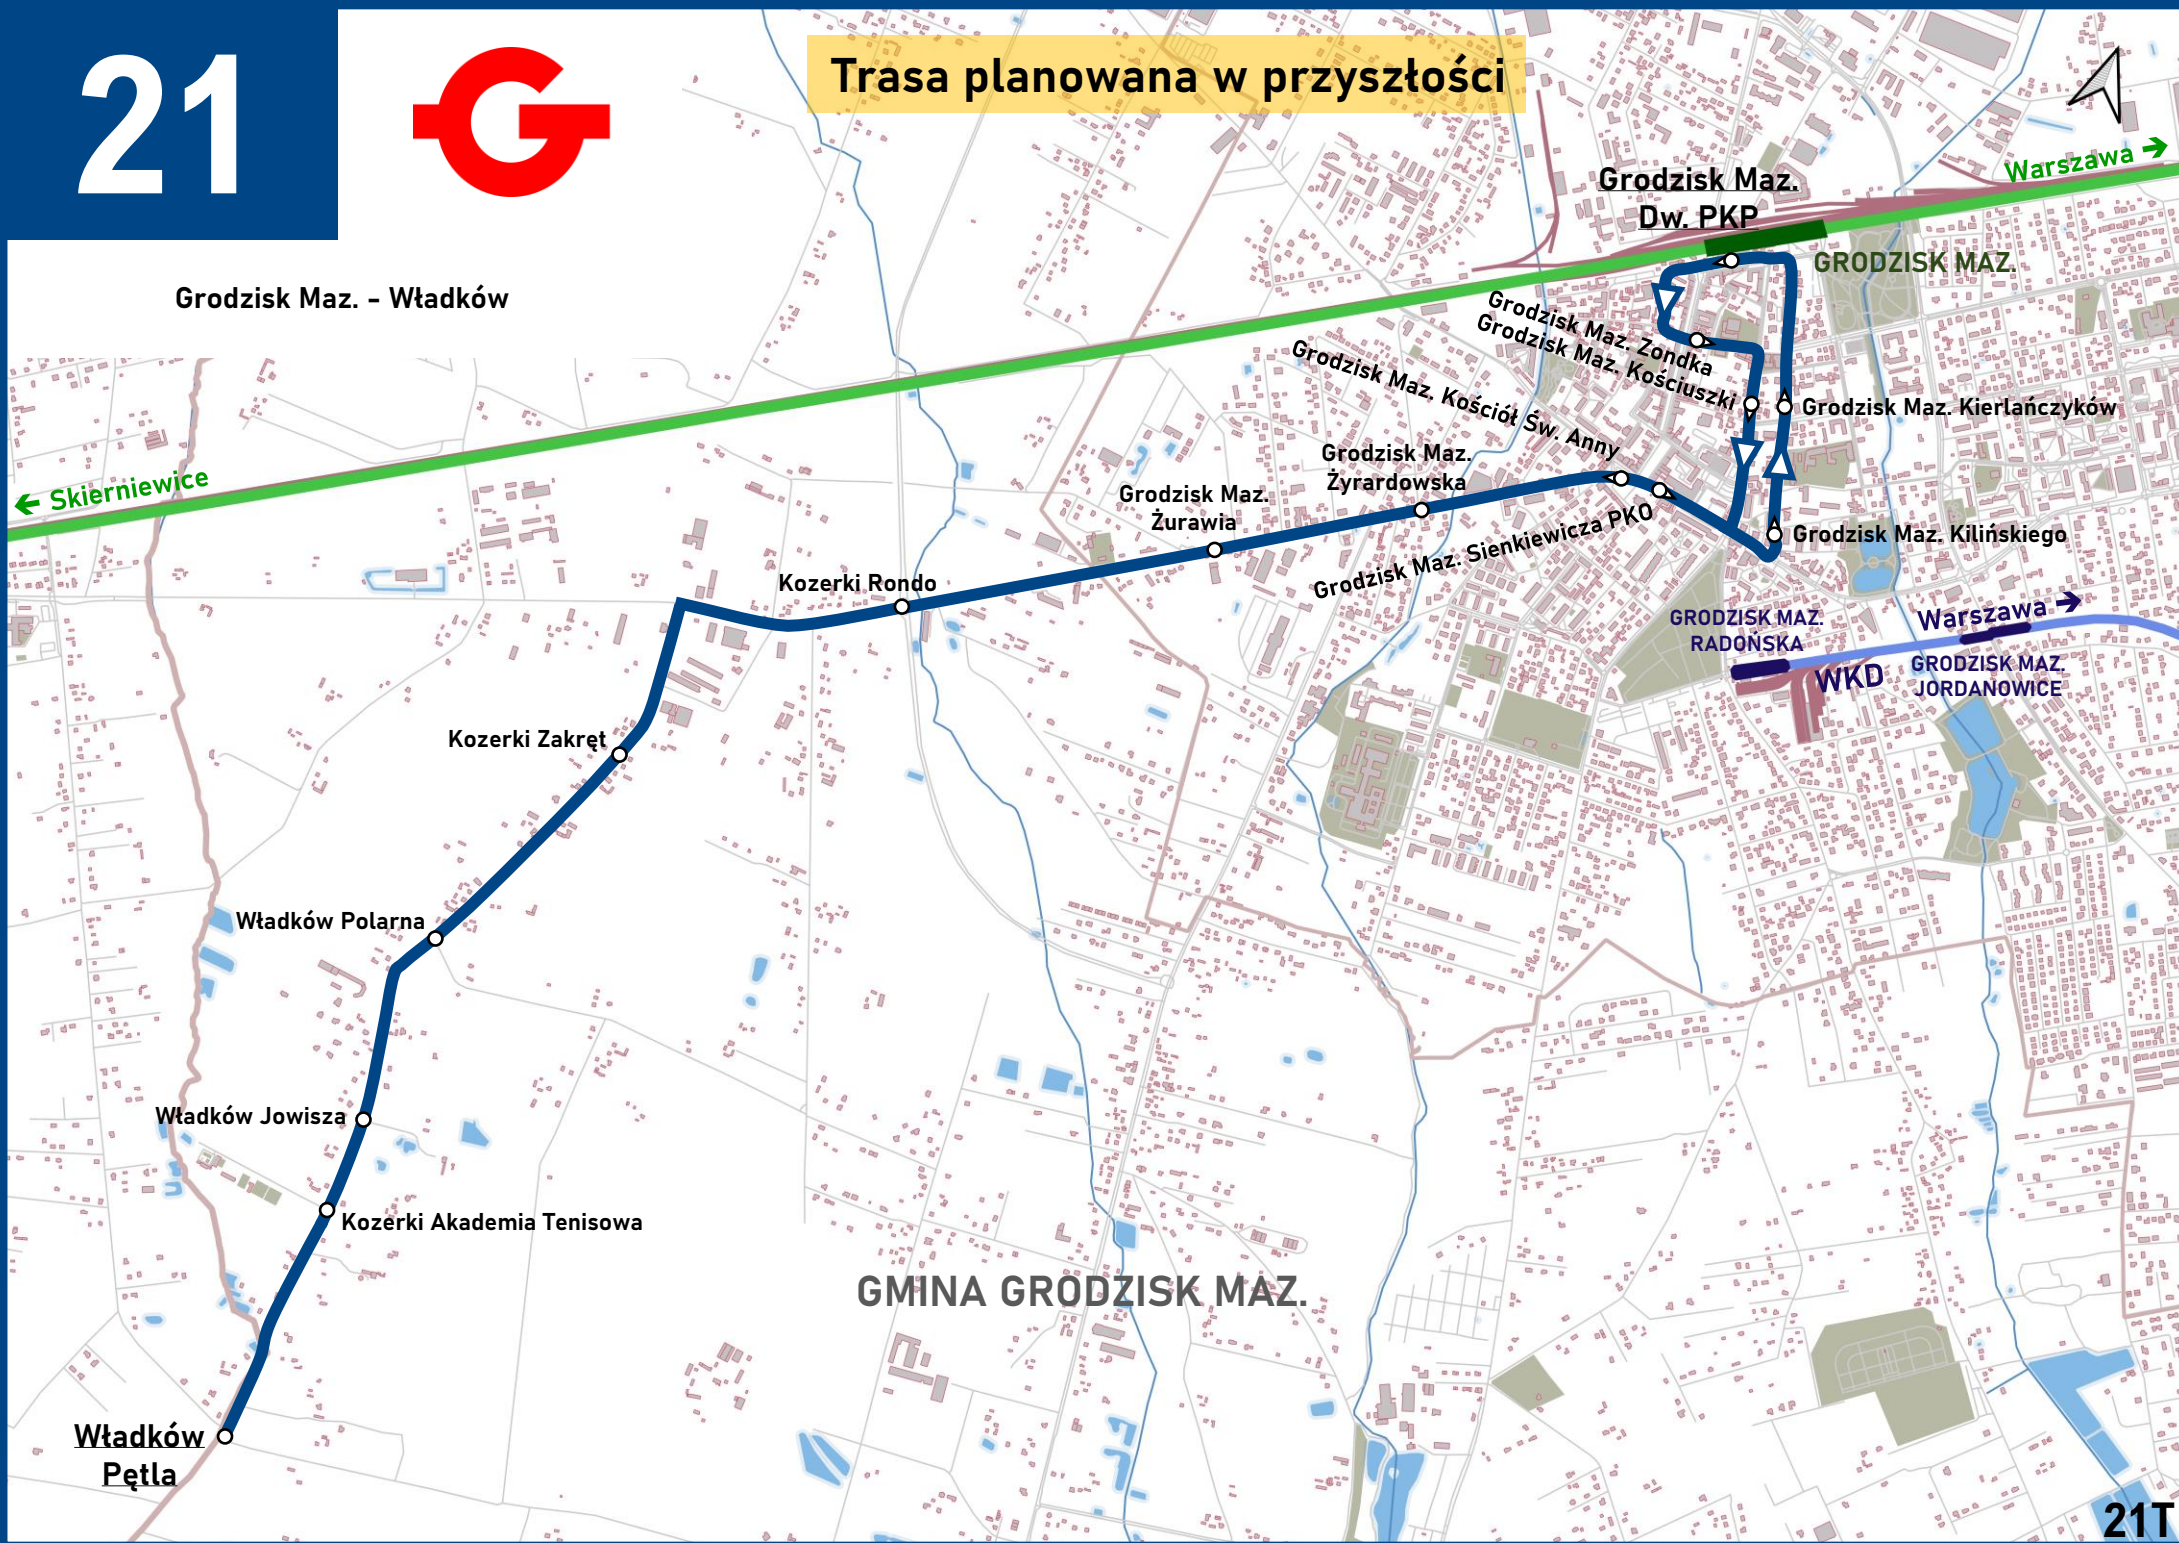 21
G
Trasa planowana w przyszłości
Grodzisk Maz. - Władków
Warszawa →
Grodzisk Maz.
Dw. PKP
GRODZISK MAZ.
Grodzisk Maz. Zondka
Grodzisk Maz. Kościuszki
Grodzisk Maz. Kościół Św. Anny
Grodzisk Maz. Kierlańczyków
Grodzisk Maz.
Żyrardowska
← Skierniewice
Grodzisk Maz.
Żurawia
Grodzisk Maz. Sienkiewicza PKO
Grodzisk Maz. Kilińskiego
Kozerki Rondo
GRODZISK MAZ.
RADOŃSKA
Warszawa →
WKD
GRODZISK MAZ.
JORDANOWICE
Kozerki Zakręt
Władków Polarna
Władków Jowisza
Kozerki Akademia Tenisowa
GMINA GRODZISK MAZ.
Władków
Pętla
21T